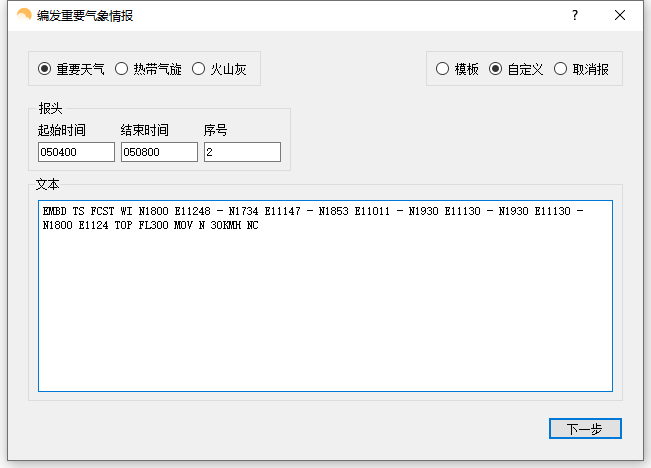 编发重要气象情报
?
重要天气 热带气旋 火山灰
模板 自定义 取消报
报头
起始时间 结束时间 序号
050400 050800 2
文本
EMBD TS FCST WI N1800 E11248 - N1734 E11147 - N1853 E11011 - N1930 E11130 - N1930 E11130 -
N1800 E1124 TOP FL300 MOV N 30KMH NC
下一步